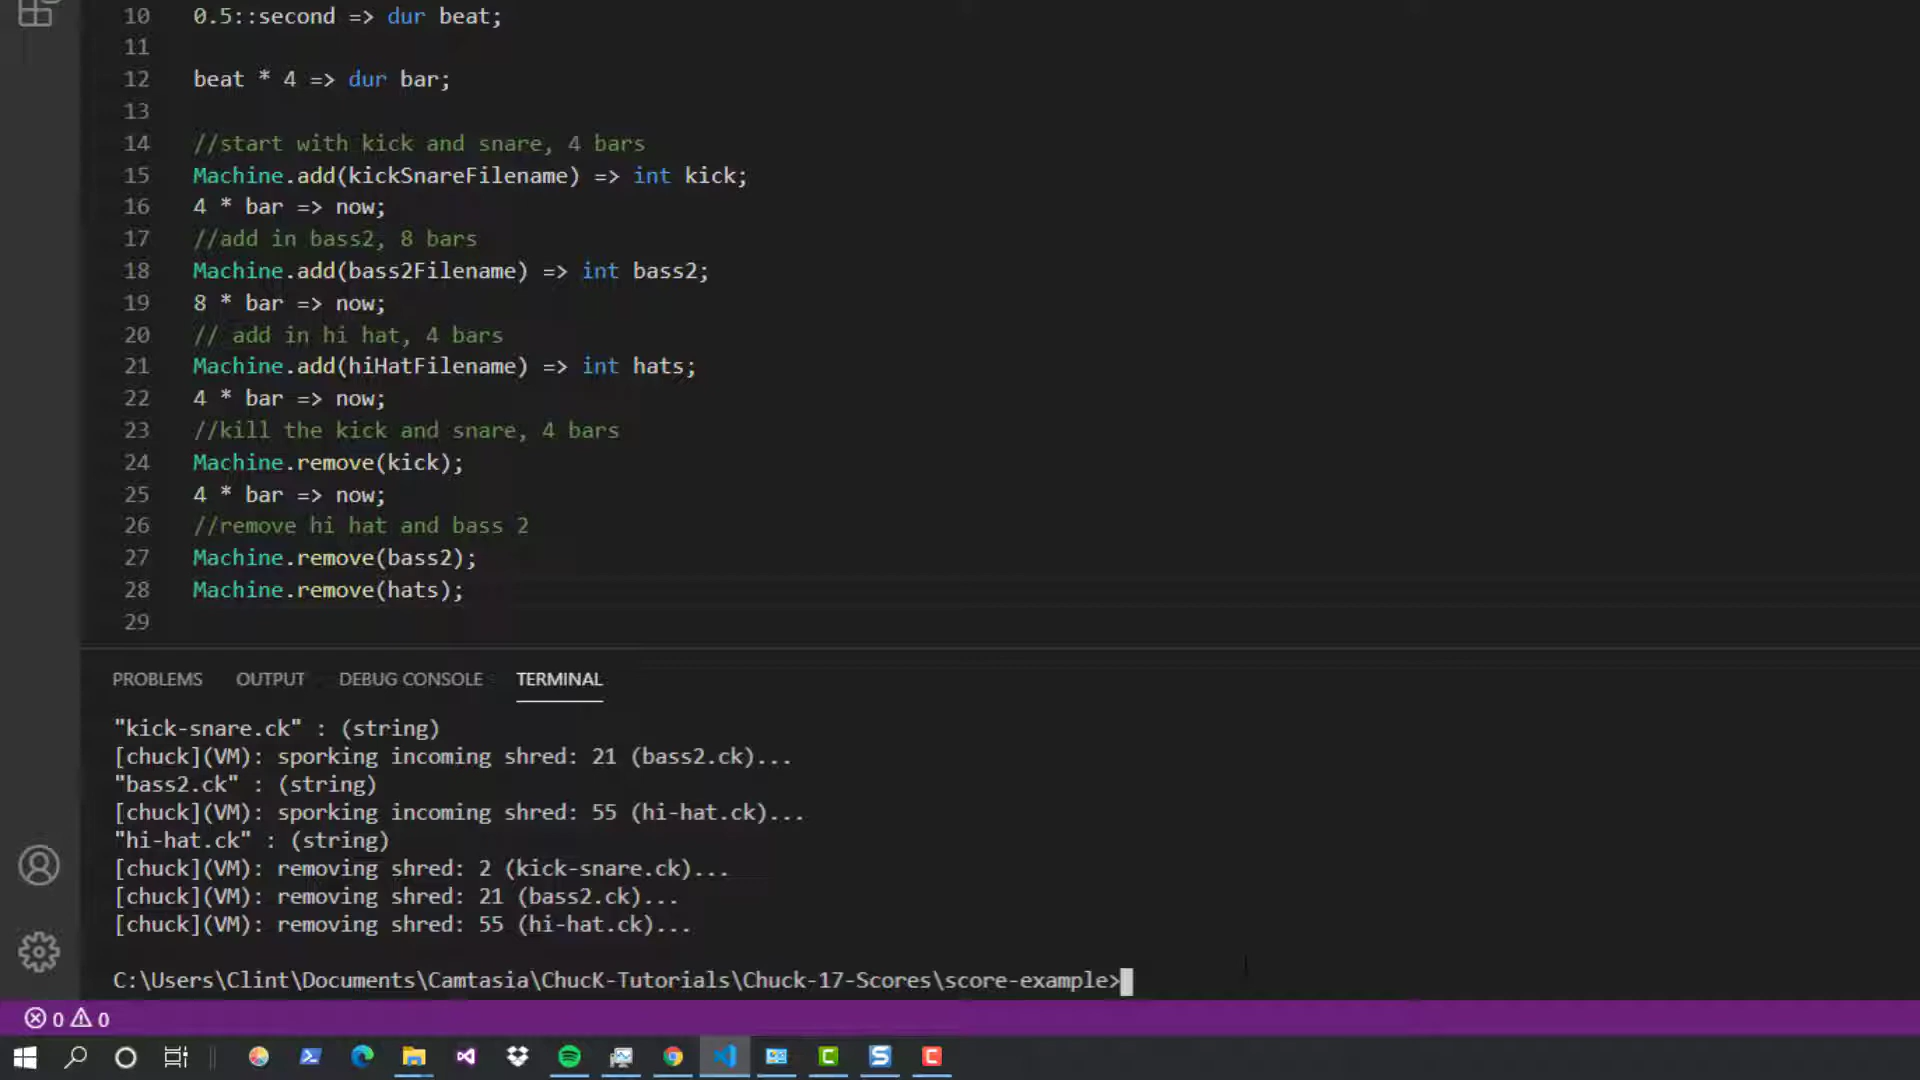 10 0.5::second => dur beat;
11
12 beat * 4 => dur bar;
13
14 //start with kick and snare, 4 bars
15 Machine.add(kickSnareFilename) => int kick;
16 4 * bar => now;
17 //add in bass2, 8 bars
18 Machine.add(bass2Filename) => int bass2;
19 8 * bar => now;
20 // add in hi hat, 4 bars
21 Machine.add(hiHatFilename) => int hats;
22 4 * bar => now;
23 //kill the kick and snare, 4 bars
24 Machine.remove(kick);
25 4 * bar => now;
26 //remove hi hat and bass 2
27 Machine.remove(bass2);
28 Machine.remove(hats);
29
PROBLEMS OUTPUT DEBUG CONSOLE TERMINAL
"kick-snare.ck" : (string)
[chuck](VM): sporking incoming shred: 21 (bass2.ck)...
"bass2.ck" : (string)
[chuck](VM): sporking incoming shred: 55 (hi-hat.ck)...
"hi-hat.ck" : (string)
[chuck](VM): removing shred: 2 (kick-snare.ck)...
[chuck](VM): removing shred: 21 (bass2.ck)...
[chuck](VM): removing shred: 55 (hi-hat.ck)...
C:\Users\Clint\Documents\Camtasia\ChucK-Tutorials\Chuck-17-Scores\score-example>
0 0